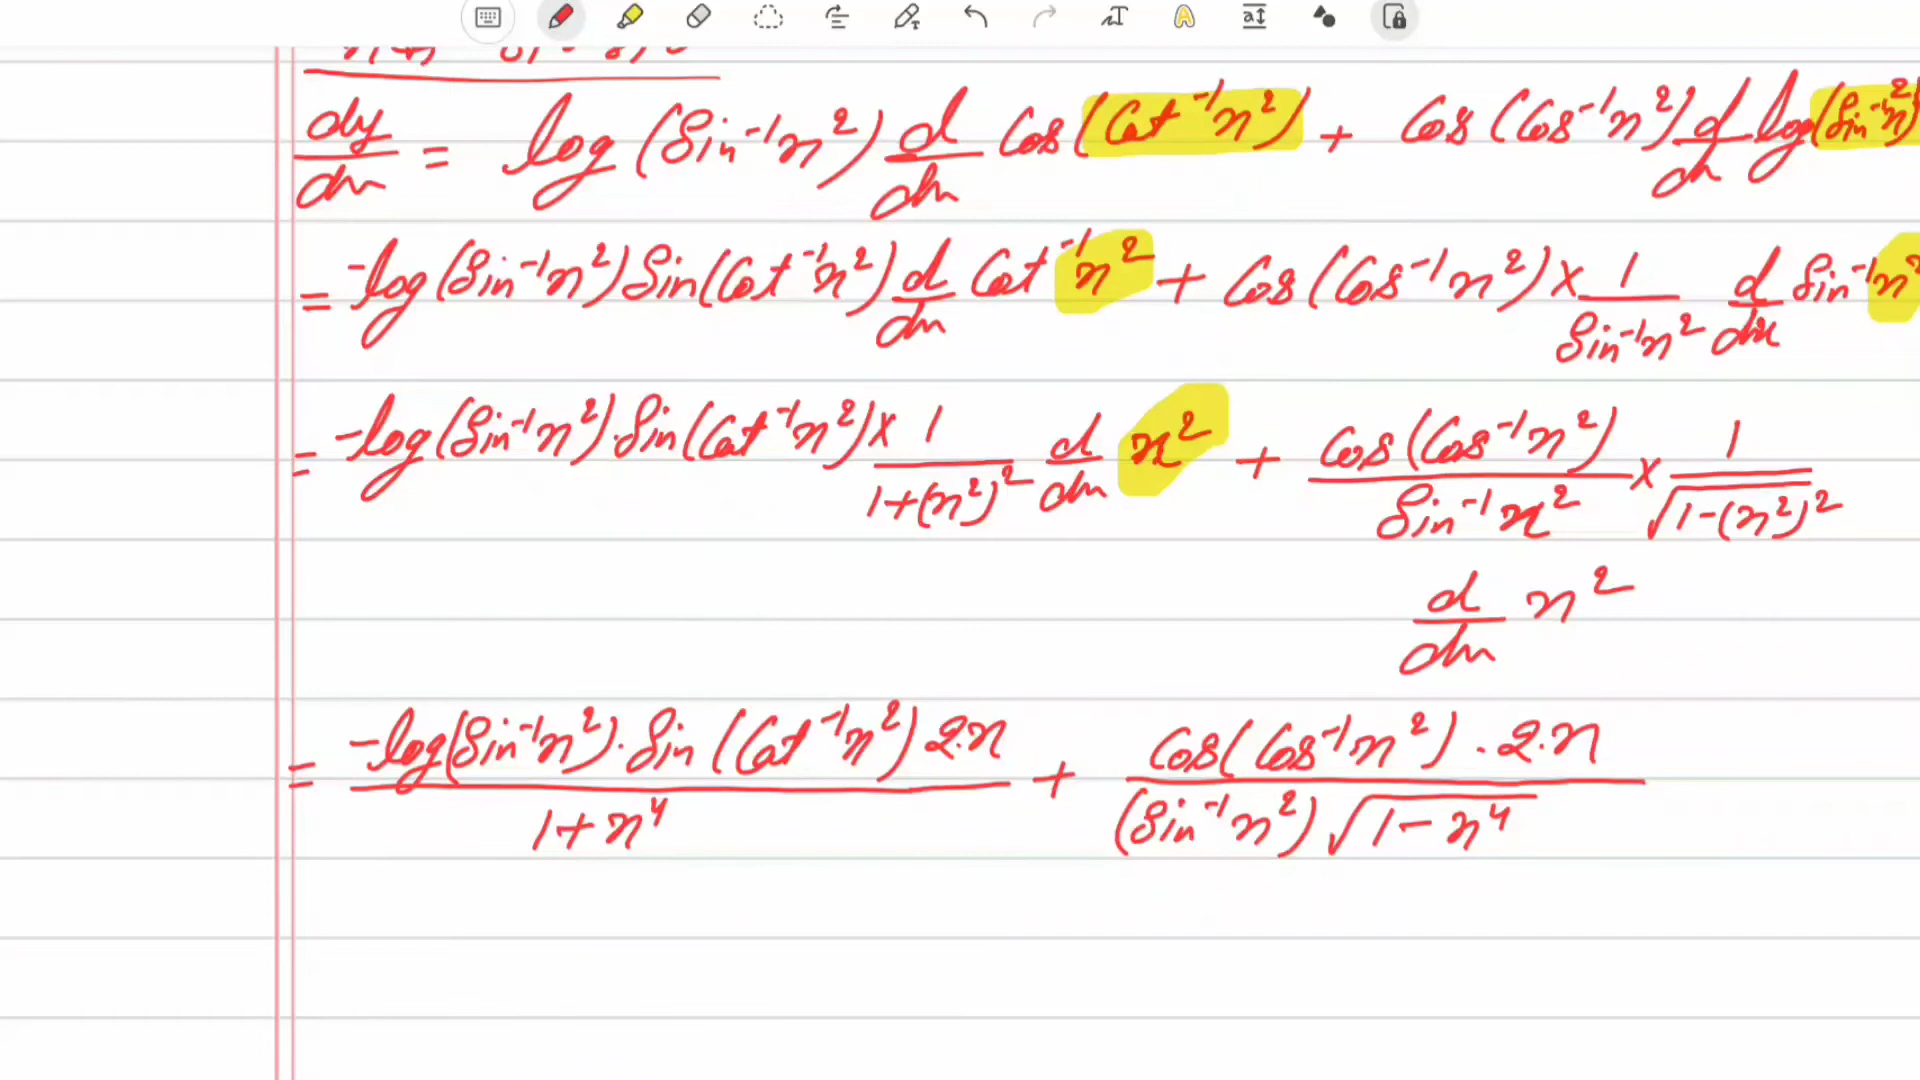 dy/dx = log(Sin⁻¹x²) d/dx Cos(Cot⁻¹x²) + Cos(Cos⁻¹x²) d/dx log(Sin⁻¹x²)
= -log(Sin⁻¹x²) Sin(Cot⁻¹x²) d/dx Cot⁻¹x² + Cos(Cos⁻¹x²) × 1/Sin⁻¹x² d/dx Sin⁻¹x²
= -log(Sin⁻¹x²)·Sin(Cot⁻¹x²) × 1/1+(x²)² d/dx x² + Cos(Cos⁻¹x²)/Sin⁻¹x² × 1/√1-(x²)²
d/dx x²
= -log(Sin⁻¹x²)·Sin(Cot⁻¹x²) 2·x/1+x⁴ + Cos(Cos⁻¹x²)·2·x/(Sin⁻¹x²)√1-x⁴